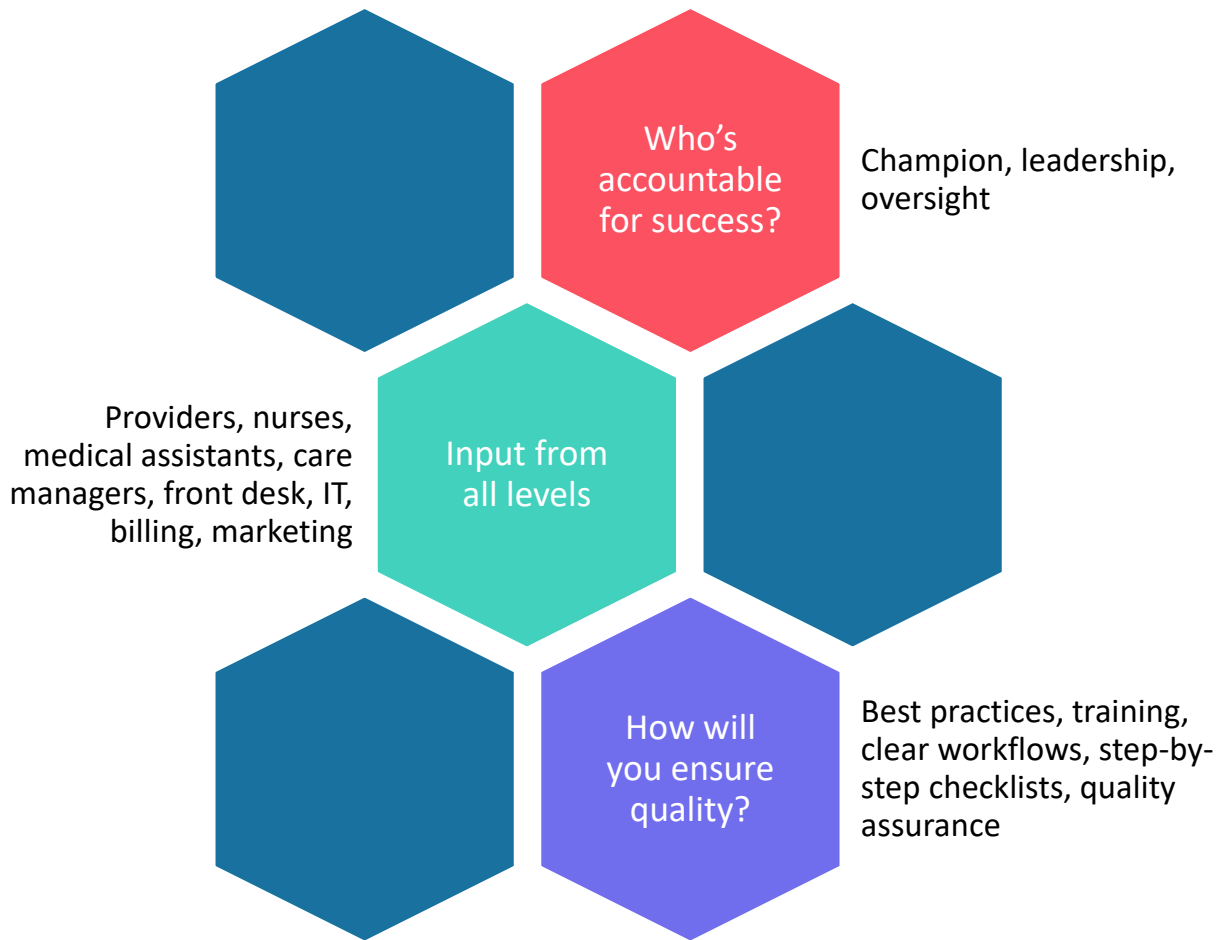 Who’s
accountable
for success?
Champion, leadership,
oversight
Providers, nurses,
medical assistants, care
managers, front desk, IT,
billing, marketing
Input from
all levels
How will
you ensure
quality?
Best practices, training,
clear workflows, step-by-
step checklists, quality
assurance